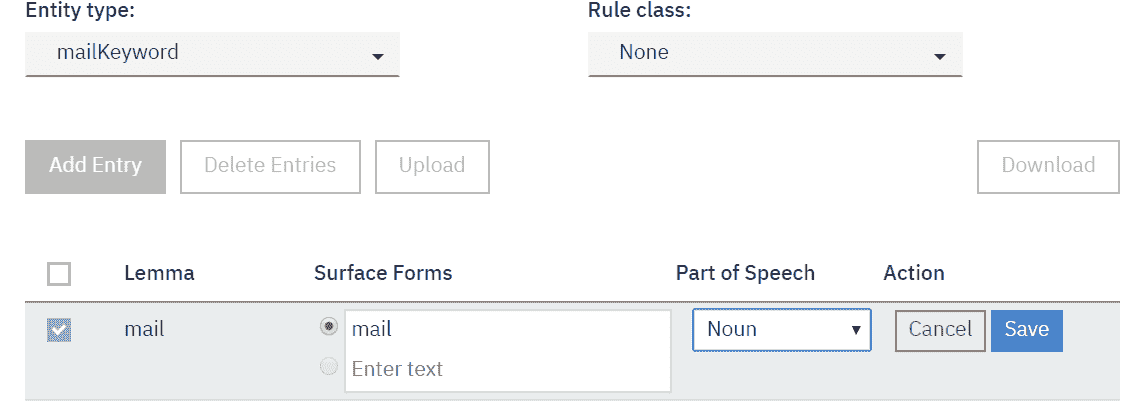 Entity type: Rule class:
mailKeyword None
Add Entry Delete Entries Upload Download
Lemma Surface Forms Part of Speech Action
mail mail Noun Cancel Save
Enter text